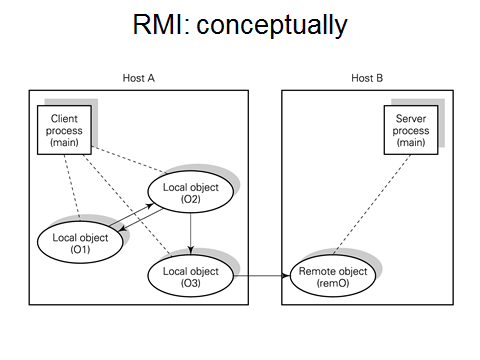 RMI: conceptually
Host A
Host B
Client
process
(main)
Server
process
(main)
Local object
(O2)
Local object
(O1)
Local object
(O3)
Remote object
(remO)